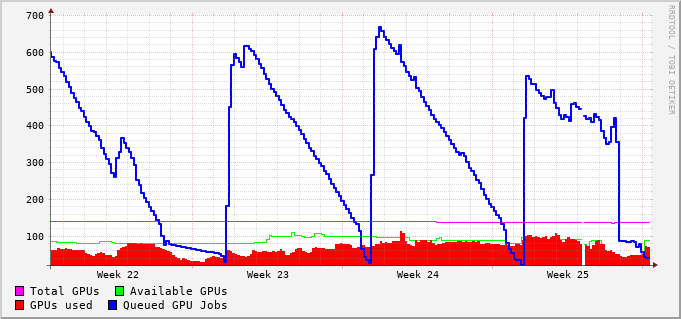 700
600
500
400
300
200
100
Week 22 Week 23 Week 24 Week 25
Total GPUs Available GPUs
GPUs used Queued GPU Jobs
RRDTOOL / TOBI OETIKER